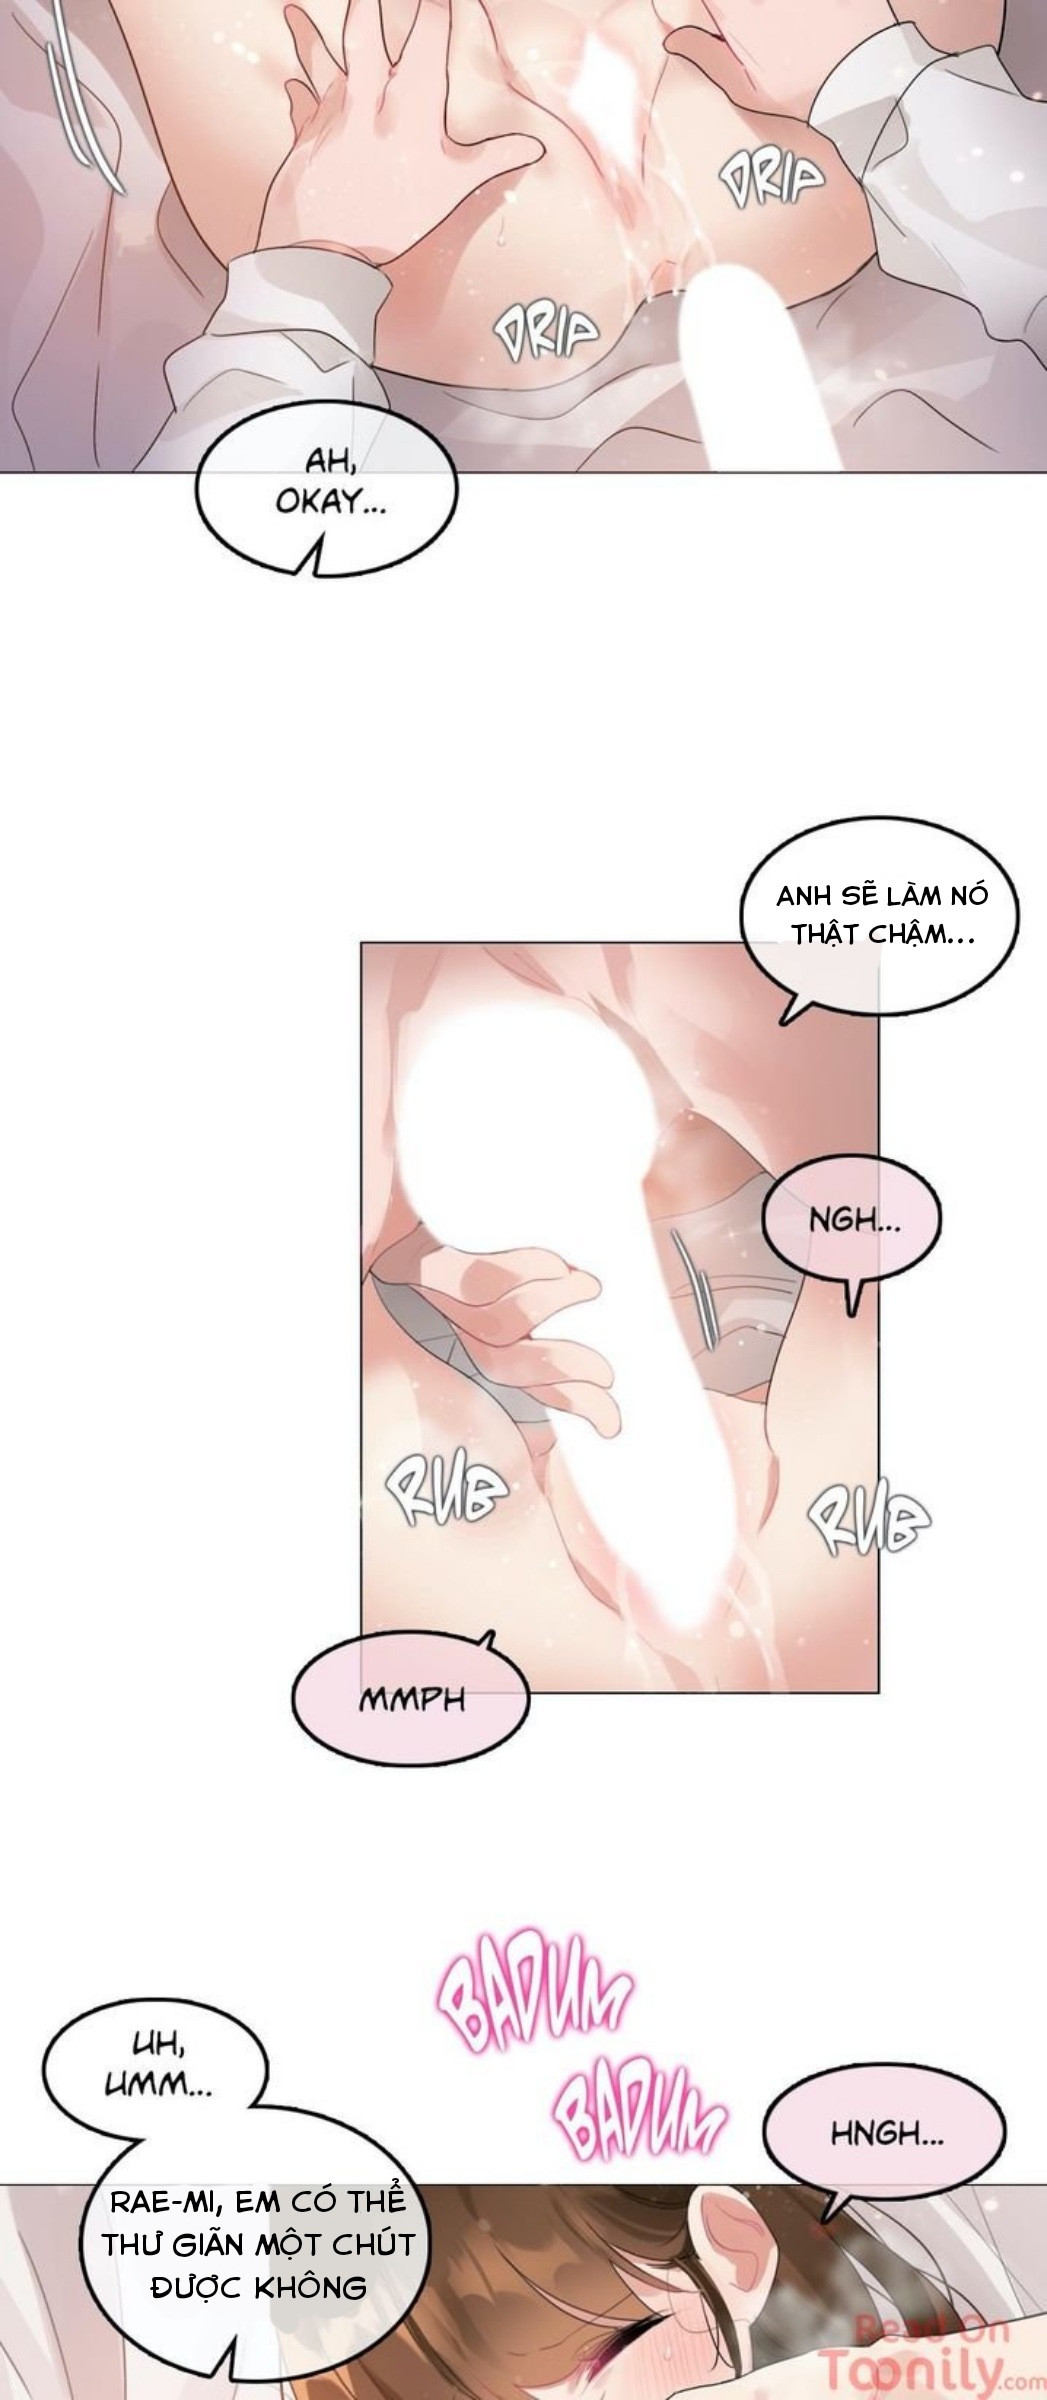 DRIP
DRIP
AH,
OKAY...
ANH SẼ LÀM NÓ
THẬT CHẬM...
NGH...
RUB
RUB
MMPH
BADUM
UH,
UMM...
BADUM
HNGH...
RAE-MI, EM CÓ THỂ
THƯ GIÃN MỘT CHÚT
ĐƯỢC KHÔNG
Read On
Toonily.com